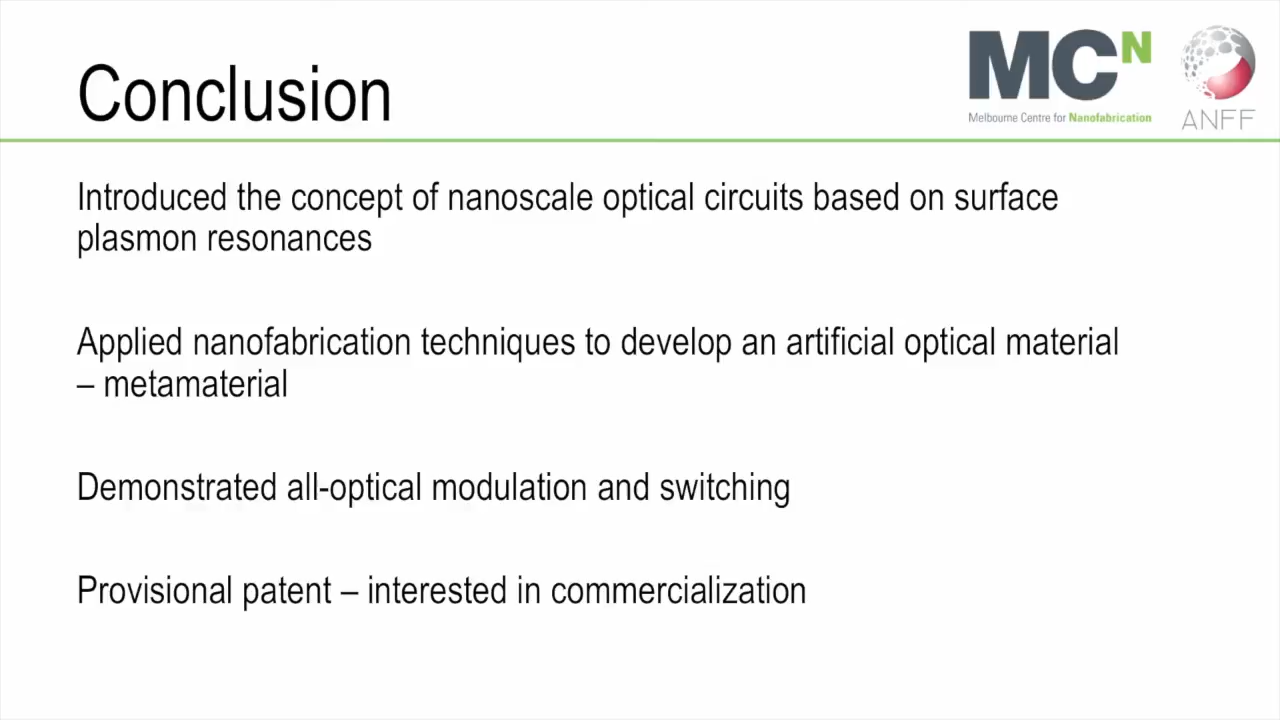 Conclusion
MCN
Melbourne Centre for Nanofabrication
ANFF
Introduced the concept of nanoscale optical circuits based on surface
plasmon resonances
Applied nanofabrication techniques to develop an artificial optical material
– metamaterial
Demonstrated all-optical modulation and switching
Provisional patent – interested in commercialization